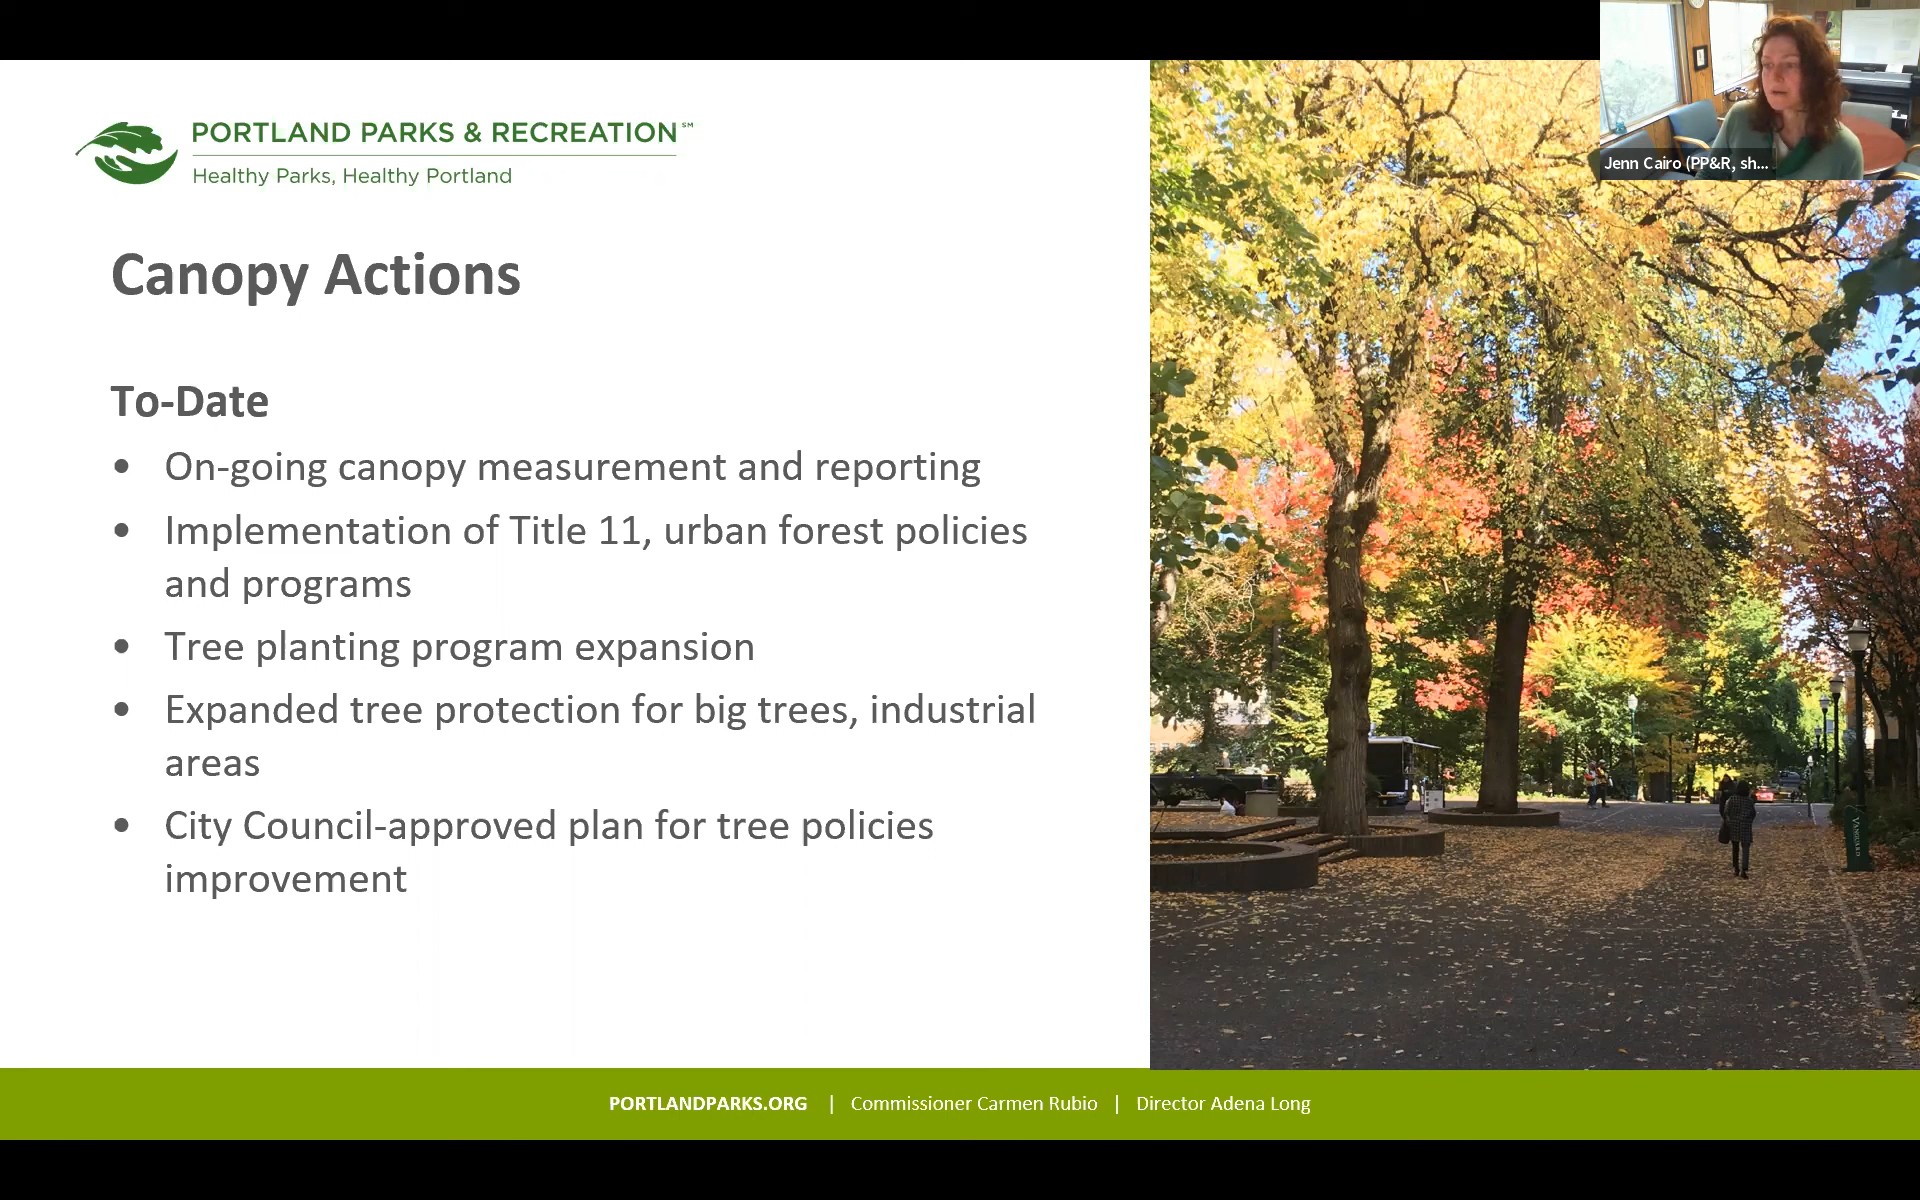 PORTLAND PARKS & RECREATION℠
Healthy Parks, Healthy Portland
Jenn Cairo (PP&R, sh...
Canopy Actions
To-Date
• On-going canopy measurement and reporting
• Implementation of Title 11, urban forest policies
and programs
• Tree planting program expansion
• Expanded tree protection for big trees, industrial
areas
• City Council-approved plan for tree policies
improvement
VANGUARD
PORTLANDPARKS.ORG | Commissioner Carmen Rubio | Director Adena Long